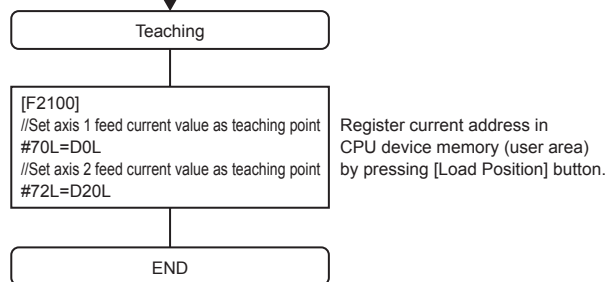 Teaching
[F2100]
//Set axis 1 feed current value as teaching point
#70L=D0L
//Set axis 2 feed current value as teaching point
#72L=D20L
Register current address in
CPU device memory (user area)
by pressing [Load Position] button.
END